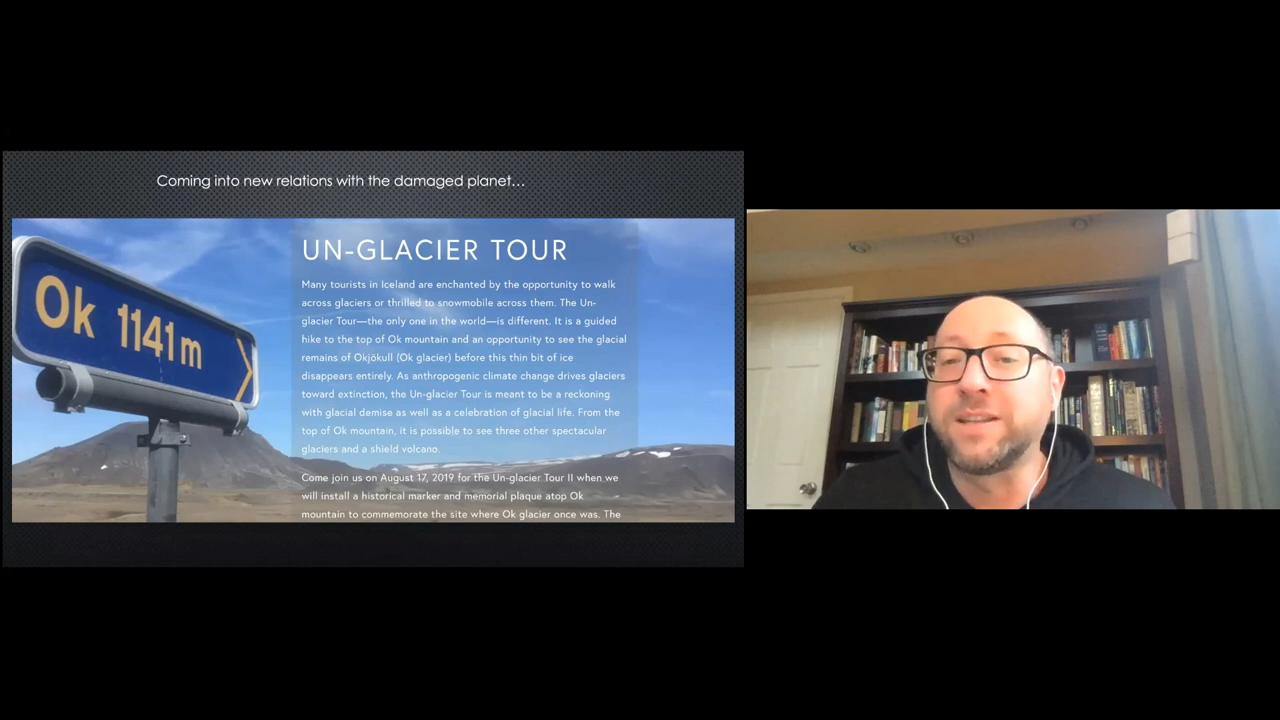 Coming into new relations with the damaged planet...
Ok 1141 m
UN-GLACIER TOUR
Many tourists in Iceland are enchanted by the opportunity to walk
across glaciers or thrilled to snowmobile across them. The Un-
glacier Tour—the only one in the world—is different. It is a guided
hike to the top of Ok mountain and an opportunity to see the glacial
remains of Okjökull (Ok glacier) before this thin bit of ice
disappears entirely. As anthropogenic climate change drives glaciers
toward extinction, the Un-glacier Tour is meant to be a reckoning
with glacial demise as well as a celebration of glacial life. From the
top of Ok mountain, it is possible to see three other spectacular
glaciers and a shield volcano.
Come join us on August 17, 2019 for the Un-glacier Tour II when we
will install a historical marker and memorial plaque atop Ok
mountain to commemorate the site where Ok glacier once was. The